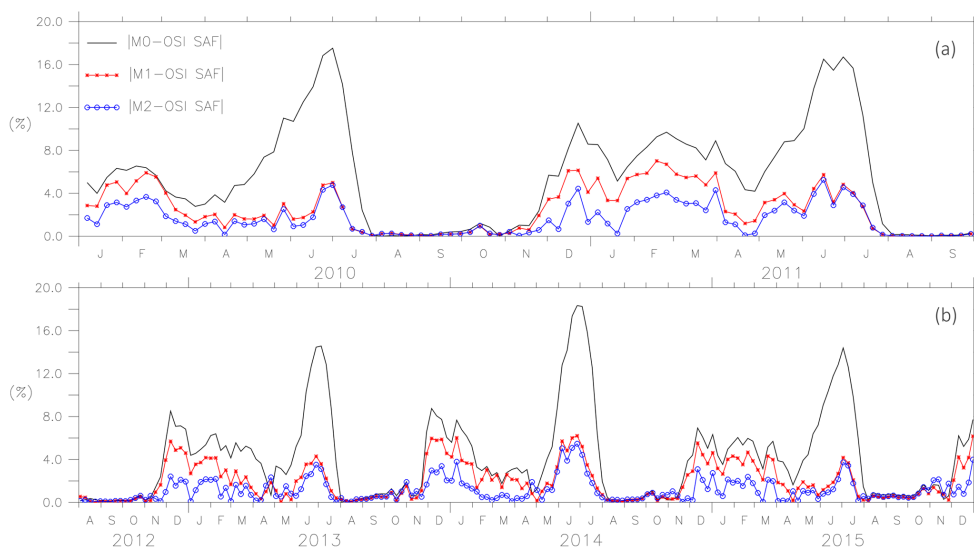 20.0
|M0-OSI SAF|
(a)
16.0
|M1-OSI SAF|
12.0
|M2-OSI SAF|
(%)
8.0
4.0
0.0
J F M A M J J A S O N D J F M A M J J A S
2010 2011
20.0
(b)
16.0
12.0
(%)
8.0
4.0
0.0
A S O N D J F M A M J J A S O N D J F M A M J J A S O N D J F M A M J J A S O N D
2012 2013 2014 2015